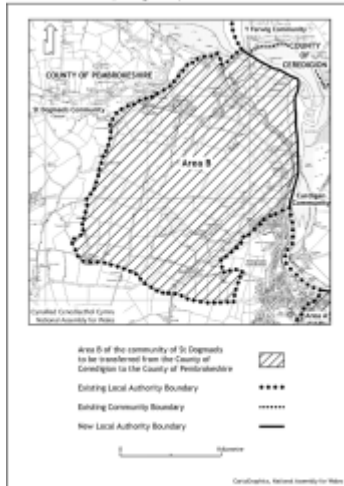 Y Ferwig Community
COUNTY
OF
CEREDIGION
COUNTY OF PEMBROKESHIRE
St Dogmaels Community
Area B
Cardigan
Community
Area A
Cynulliad Cenedlaethol Cymru
National Assembly for Wales
Area B of the community of St Dogmaels
to be transferred from the County of
Ceredigion to the County of Pembrokeshire
Existing Local Authority Boundary
Existing Community Boundary
New Local Authority Boundary
0
Kilometre
CartoGraphics, National Assembly for Wales